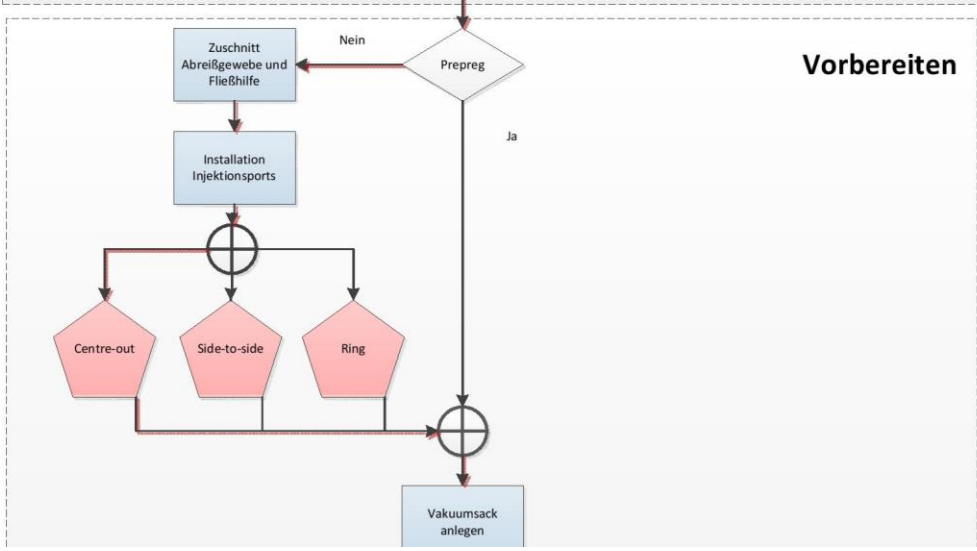 Nein
Zuschnitt
Abreißgewebe und
Fließhilfe
Prepreg
Vorbereiten
Ja
Installation
Injektionsports
Centre-out
Side-to-side
Ring
Vakuumsack
anlegen